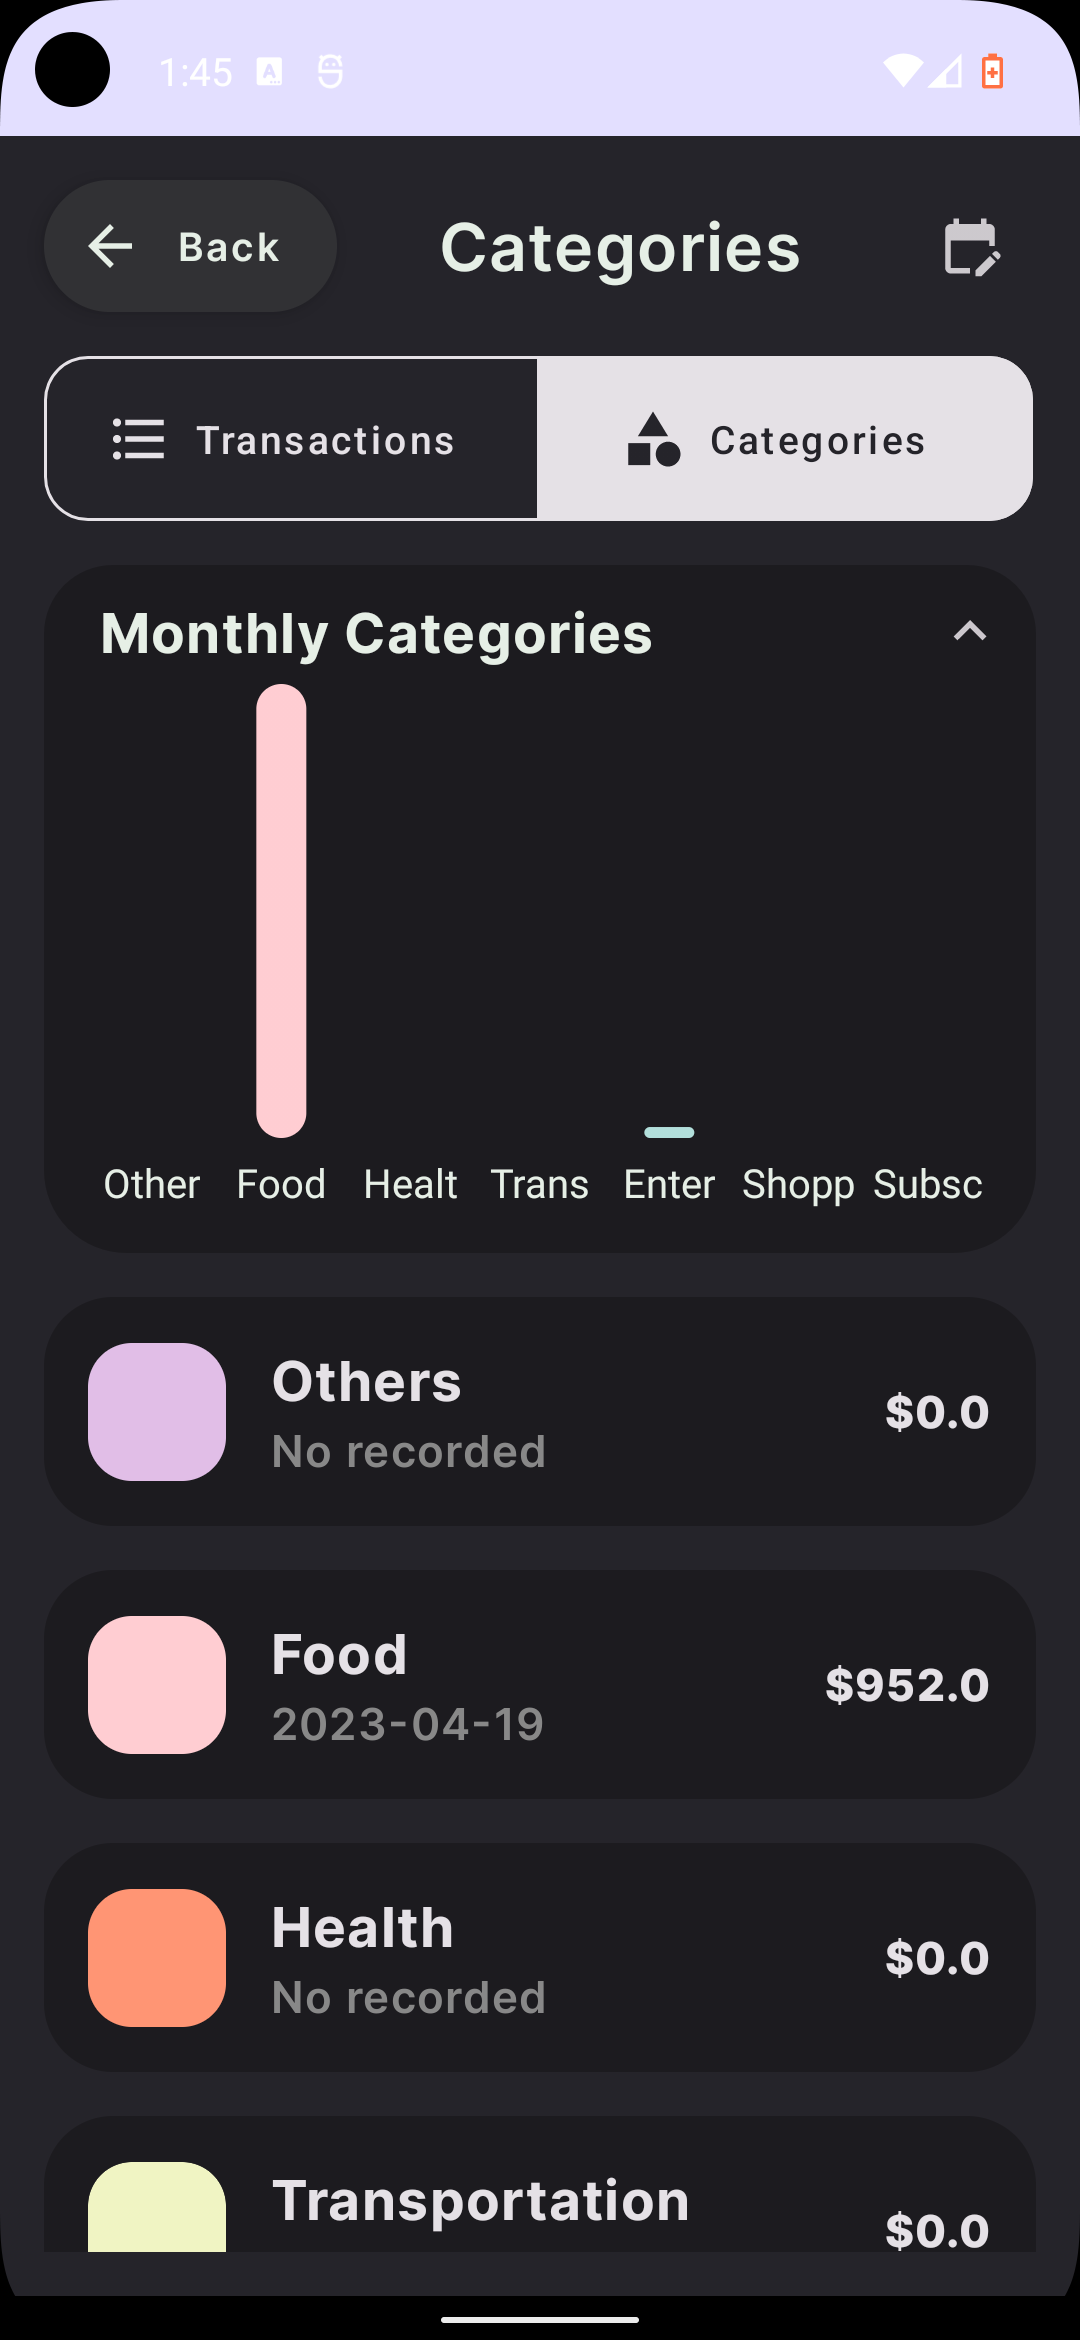 1:45
Back
Categories
Transactions
Categories
Monthly Categories
Other Food Healt Trans Enter Shopp Subsc
Others
No recorded
$0.0
Food
2023-04-19
$952.0
Health
No recorded
$0.0
Transportation
$0.0